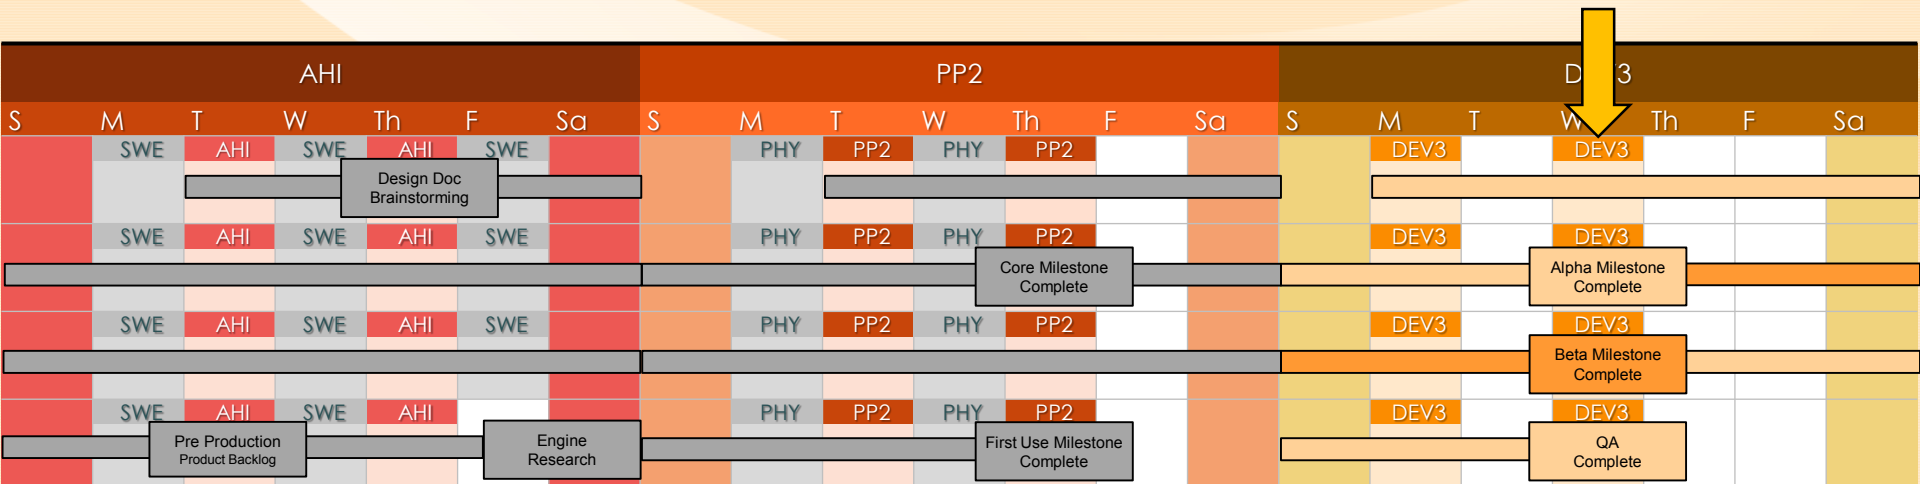 AHI PP2
S M T W Th F Sa S M T W Th F Sa S M T Th F Sa
SWE AHI SWE AHI SWE PHY PP2 PHY PP2 DEV3 DEV3
Design Doc
Brainstorming
SWE AHI SWE AHI SWE PHY PP2 PHY PP2 DEV3 DEV3
Core Milestone
Complete
Alpha Milestone
Complete
SWE AHI SWE AHI SWE PHY PP2 PHY PP2 DEV3 DEV3
Beta Milestone
Complete
SWE AHI SWE AHI PHY PP2 PHY PP2 DEV3 DEV3
Pre Production
Product Backlog
Engine
Research
First Use Milestone
Complete
QA
Complete